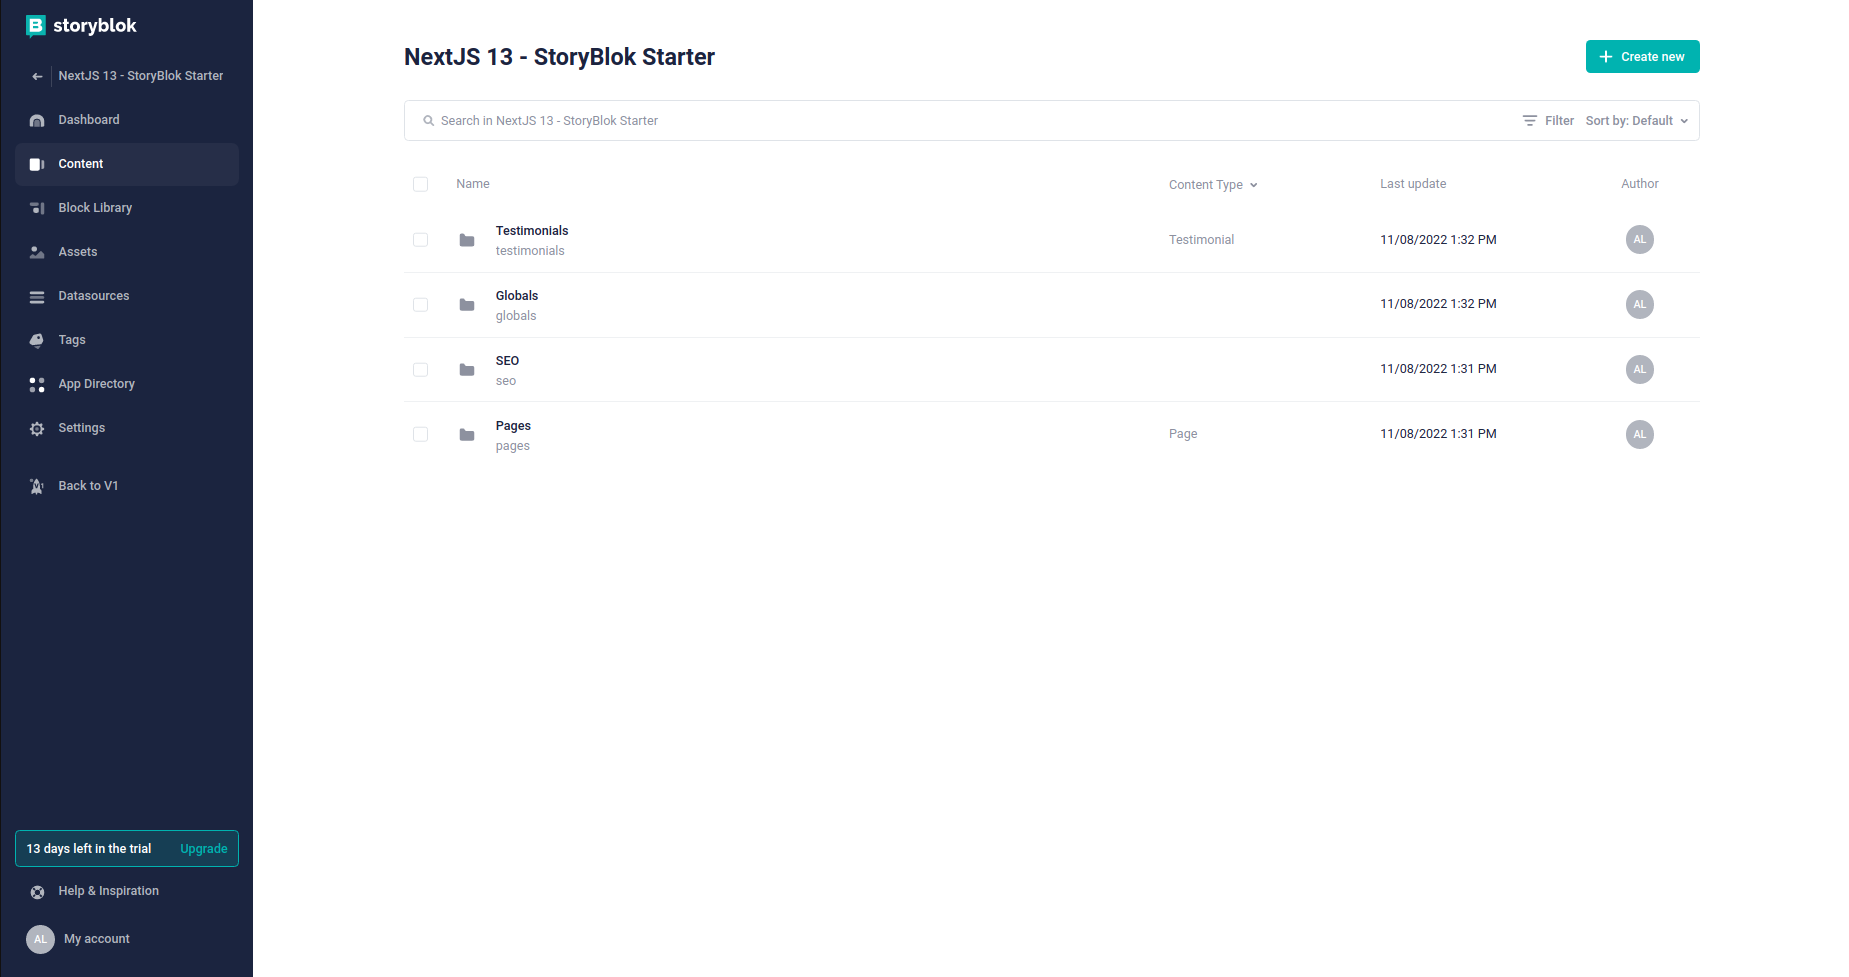 storyblok
NextJS 13 - StoryBlok Starter
Dashboard
Content
Block Library
Assets
Datasources
Tags
App Directory
Settings
Back to V1
13 days left in the trial Upgrade
Help & Inspiration
AL My account
NextJS 13 - StoryBlok Starter
Create new
Search in NextJS 13 - StoryBlok Starter Filter Sort by: Default
Name Content Type Last update Author
Testimonials
testimonials Testimonial 11/08/2022 1:32 PM AL
Globals
globals 11/08/2022 1:32 PM AL
SEO
seo 11/08/2022 1:31 PM AL
Pages
pages Page 11/08/2022 1:31 PM AL